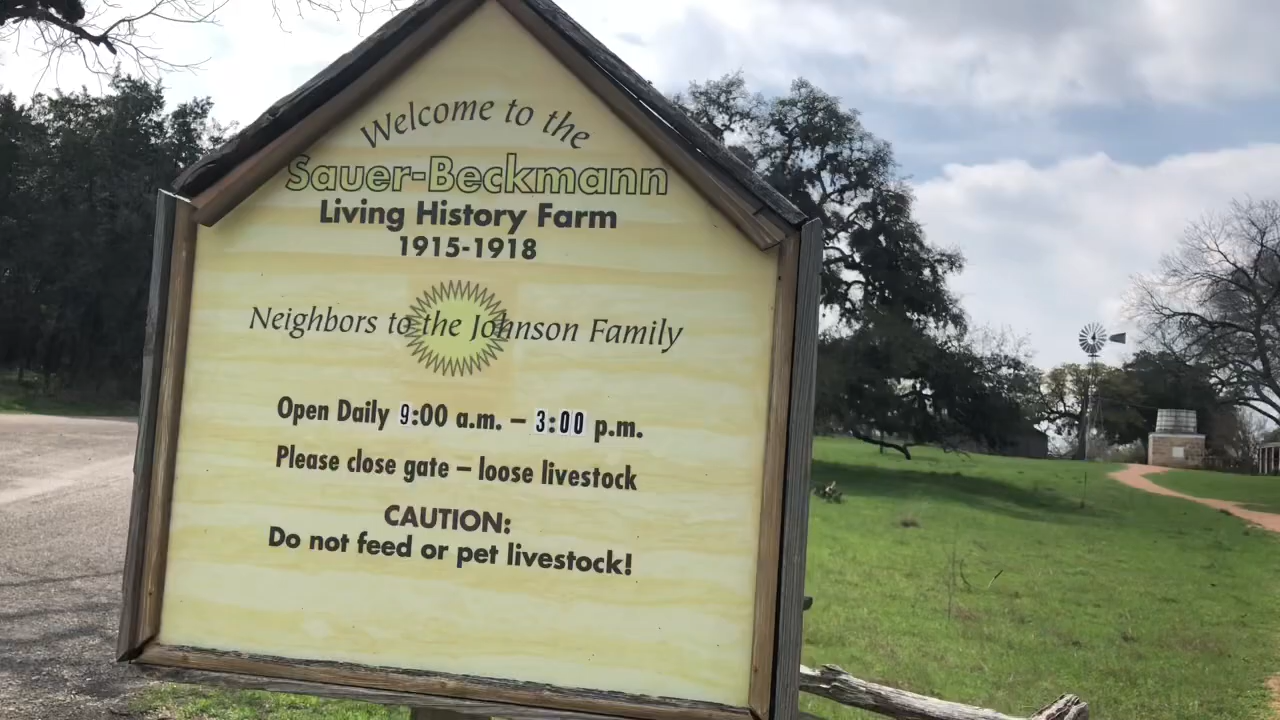 Welcome to the
Sauer-Beckmann
Living History Farm
1915-1918
Neighbors to the Johnson Family
Open Daily 9:00 a.m. – 3:00 p.m.
Please close gate – loose livestock
CAUTION:
Do not feed or pet livestock!